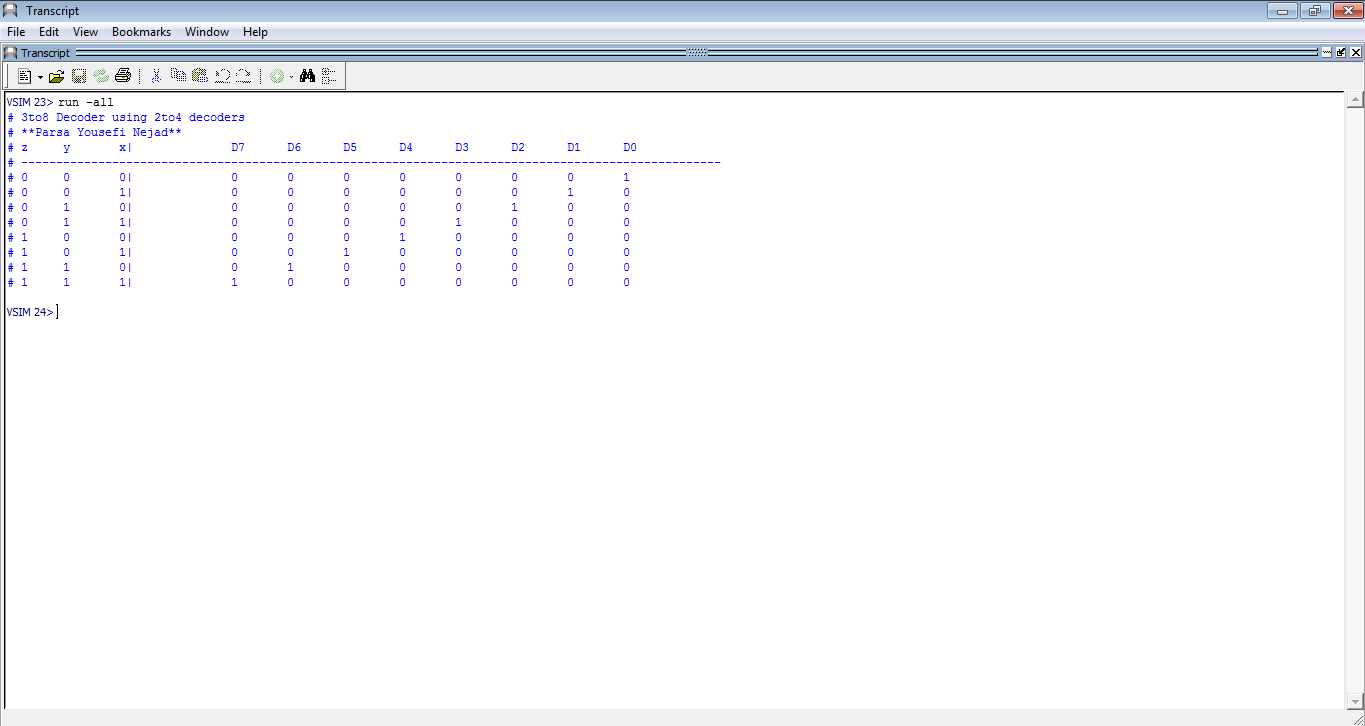 Transcript
File Edit View Bookmarks Window Help
Transcript
VSIM 23> run -all
# 3to8 Decoder using 2to4 decoders
# **Parsa Yousefi Nejad**
# z y x| D7 D6 D5 D4 D3 D2 D1 D0
# ----------------------------------------------------------------------------------------------------
# 0 0 0| 0 0 0 0 0 0 0 1
# 0 0 1| 0 0 0 0 0 0 1 0
# 0 1 0| 0 0 0 0 0 1 0 0
# 0 1 1| 0 0 0 0 1 0 0 0
# 1 0 0| 0 0 0 1 0 0 0 0
# 1 0 1| 0 0 1 0 0 0 0 0
# 1 1 0| 0 1 0 0 0 0 0 0
# 1 1 1| 1 0 0 0 0 0 0 0
VSIM 24>